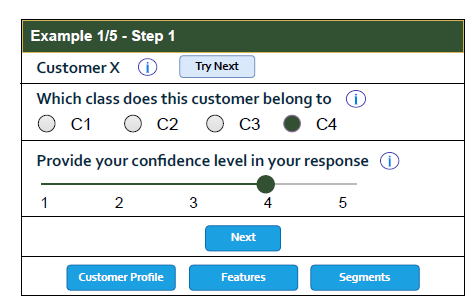 Example 1/5 - Step 1
Customer X i Try Next
Which class does this customer belong to i
C1 C2 C3 C4
Provide your confidence level in your response i
1 2 3 4 5
Next
Customer Profile Features Segments